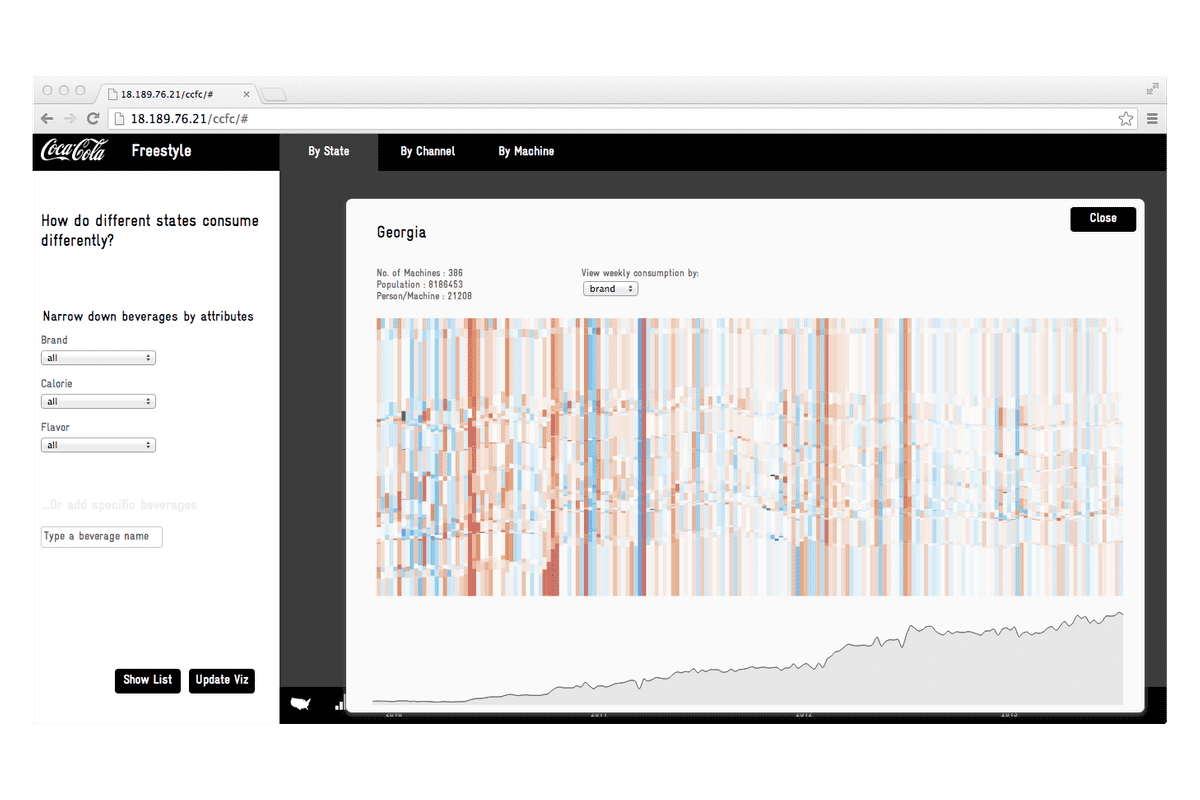 18.189.76.21/ccfc/#
18.189.76.21/ccfc/#
Coca-Cola Freestyle
By State By Channel By Machine
How do different states consume
differently?
Narrow down beverages by attributes
Brand
all
Calorie
all
Flavor
all
...Or add specific beverages
Type a beverage name
Show List Update Viz
Georgia
Close
No. of Machines : 386
Population : 8186453
Person/Machine : 21208
View weekly consumption by:
brand
2010 2011 2012 2013